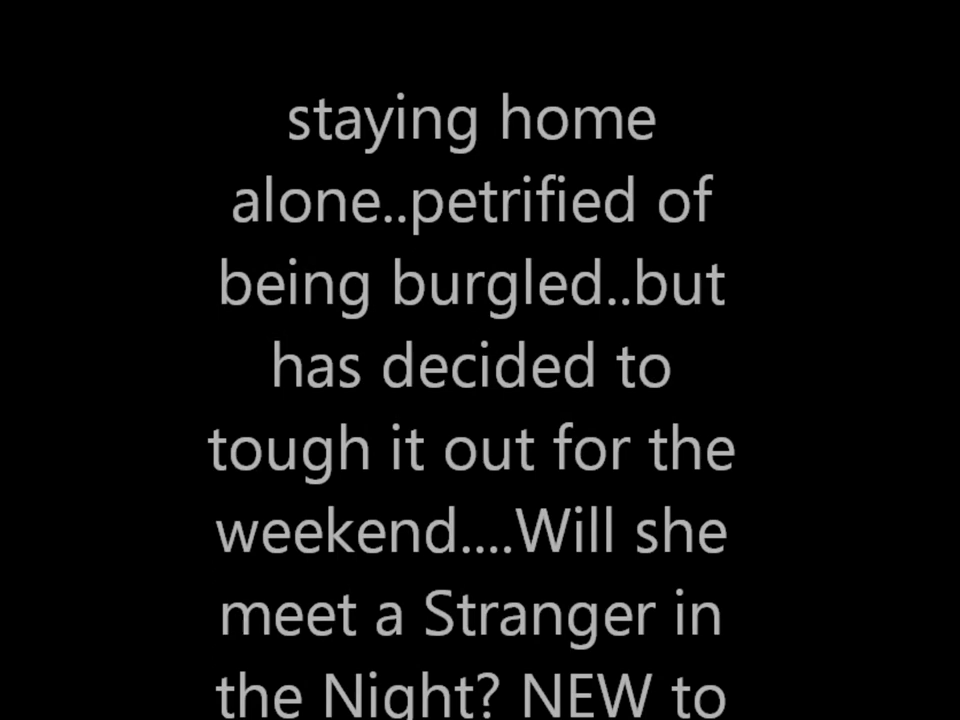 staying home
alone..petrified of
being burgled..but
has decided to
tough it out for the
weekend....Will she
meet a Stranger in
the Night? NEW to